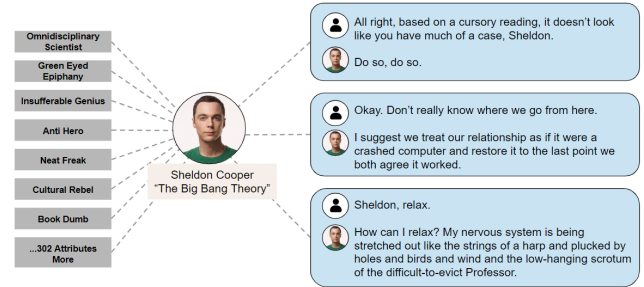 Omnidisciplinary
Scientist
Green Eyed
Epiphany
Insufferable Genius
Anti Hero
Neat Freak
Cultural Rebel
Book Dumb
...302 Attributes
More
Sheldon Cooper
“The Big Bang Theory”
All right, based on a cursory reading, it doesn’t look
like you have much of a case, Sheldon.
Do so, do so.
Okay. Don’t really know where we go from here.
I suggest we treat our relationship as if it were a
crashed computer and restore it to the last point we
both agree it worked.
Sheldon, relax.
How can I relax? My nervous system is being
stretched out like the strings of a harp and plucked by
holes and birds and wind and the low-hanging scrotum
of the difficult-to-evict Professor.